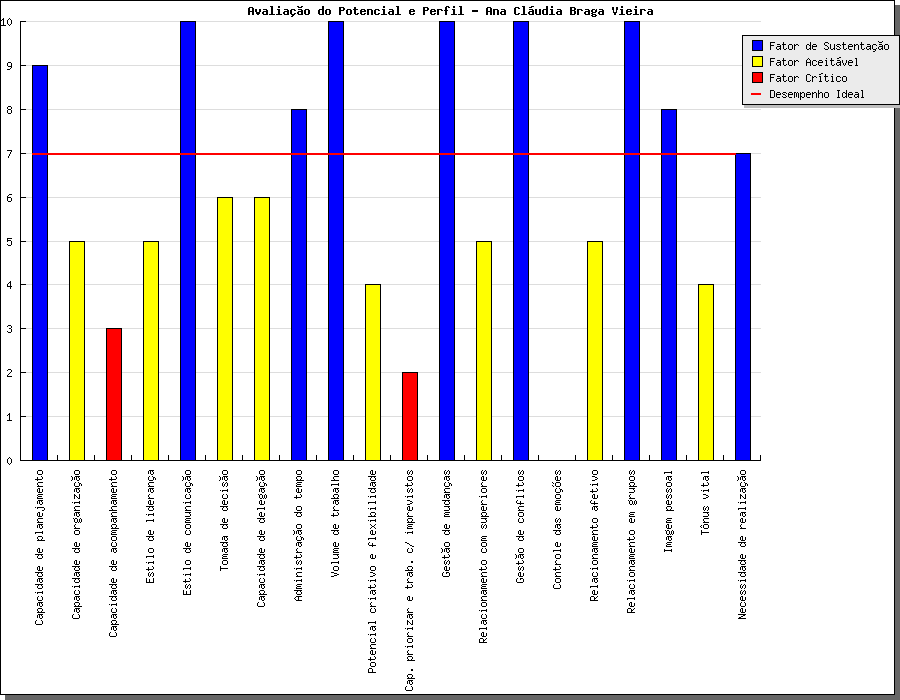 Avaliação do Potencial e Perfil - Ana Cláudia Braga Vieira
Fator de Sustentação
Fator Aceitável
Fator Crítico
Desempenho Ideal
10
9
8
7
6
5
4
3
2
1
0
Capacidade de planejamento
Capacidade de organização
Capacidade de acompanhamento
Estilo de liderança
Estilo de comunicação
Tomada de decisão
Capacidade de delegação
Administração do tempo
Volume de trabalho
Potencial criativo e flexibilidade
Cap. priorizar e trab. c/ imprevistos
Gestão de mudanças
Relacionamento com superiores
Gestão de conflitos
Controle das emoções
Relacionamento afetivo
Relacionamento em grupos
Imagem pessoal
Tônus vital
Necessidade de realização